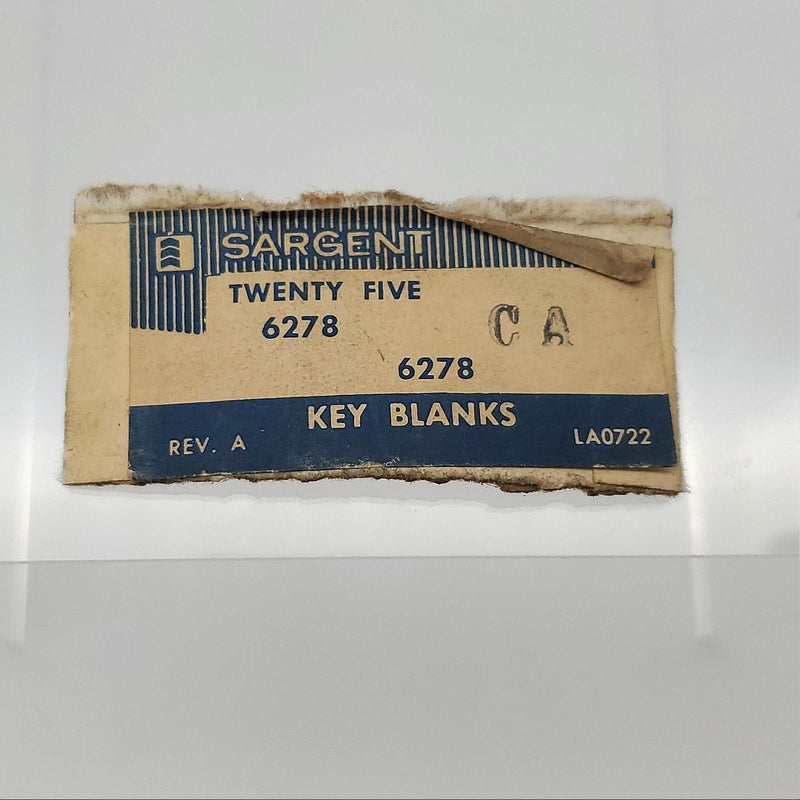 SARGENT
TWENTY FIVE
6278
CA
6278
KEY BLANKS
REV. A
LA0722